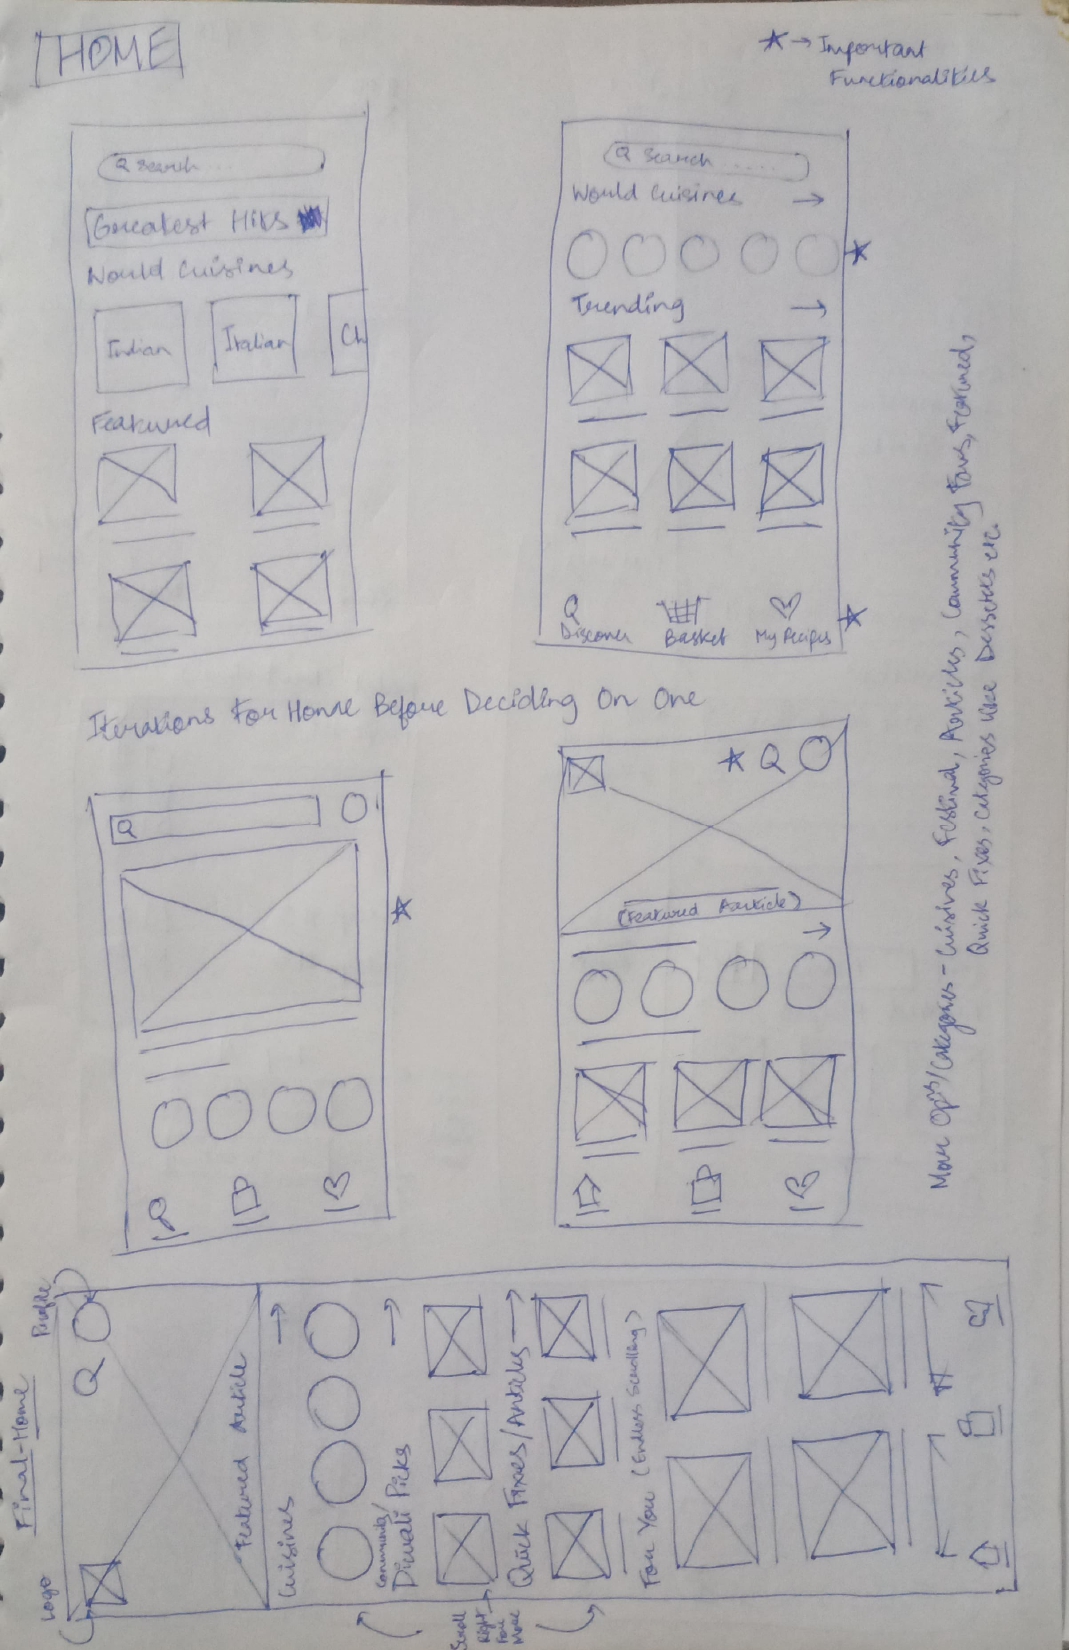 HOME
★ → Important
Functionalities
Search
Greatest Hits
World Cuisines
Indian
Italian
Ch
Featured
Search ....
World Cuisines →
Trending →
Discover
Basket
My Recipes
Iterations For Home Before Deciding On One
(Featured Article)
More Opns/Categories - Cuisines, Festival, Articles, Community Favs, Featured,
Quick Fixes, Categories like Desserts etc.
Final-Home
Logo
Profile
Featured Article
Cuisines →
Community/
Diwali Picks →
Scroll
Right
For
More
Quick Fixes/Articles →
For You (Endless Scrolling)